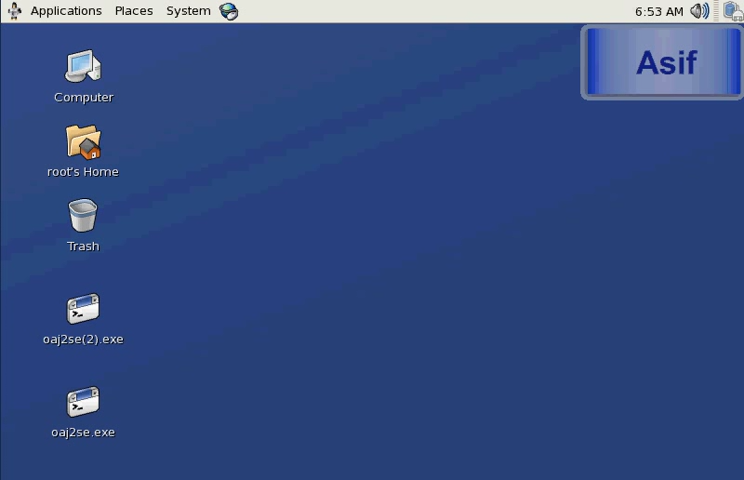 Applications Places System 6:53 AM
Asif
Computer
root's Home
Trash
oaj2se(2).exe
oaj2se.exe